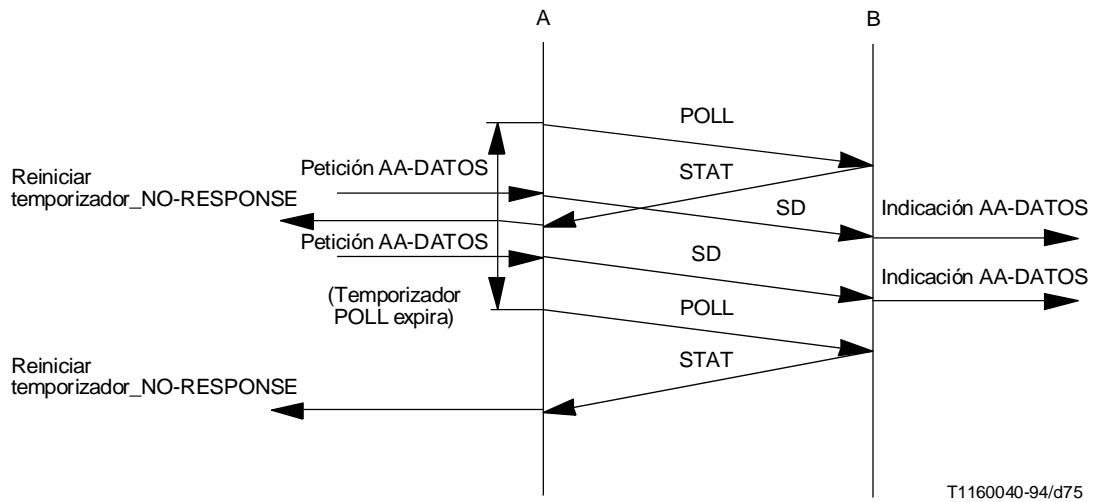 A
B
POLL
Petición AA-DATOS
STAT
Reiniciar
temporizador_NO-RESPONSE
SD
Indicación AA-DATOS
Petición AA-DATOS
SD
Indicación AA-DATOS
(Temporizador
POLL expira)
POLL
Reiniciar
temporizador_NO-RESPONSE
STAT
T1160040-94/d75